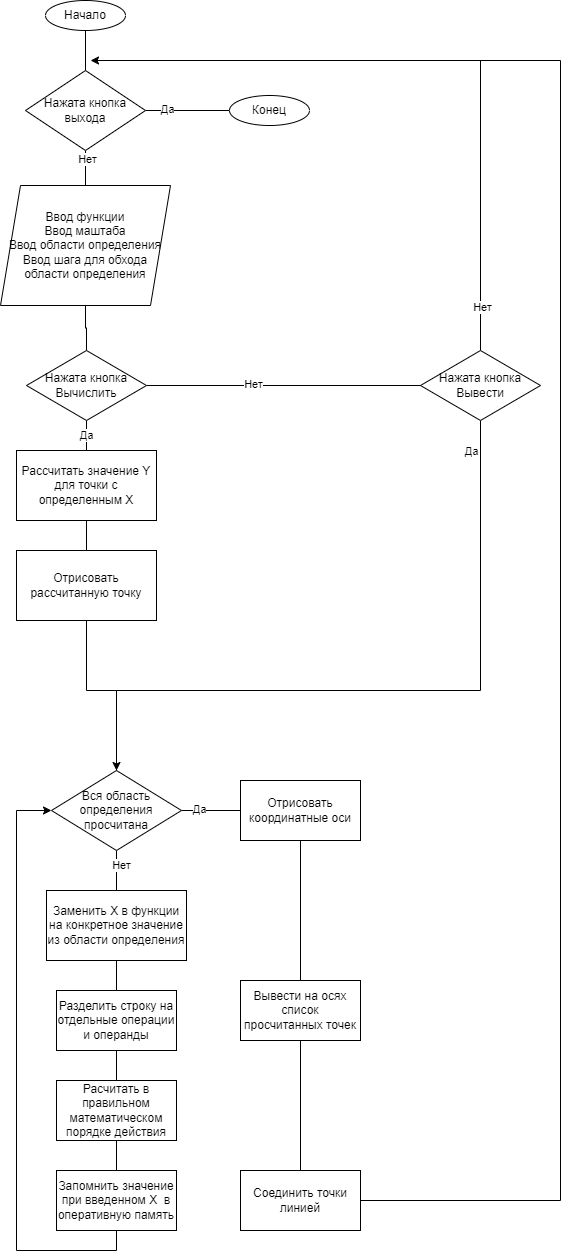 Начало
Нажата кнопка
выхода
Да
Конец
Нет
Ввод функции
Ввод маштаба
Ввод области определения
Ввод шага для обхода
области определения
Нет
Нажата кнопка
Вычислить
Нет
Нажата кнопка
Вывести
Да
Да
Рассчитать значение Y
для точки с
определенным X
Отрисовать
рассчитанную точку
Вся область
определения
просчитана
Да
Отрисовать
координатные оси
Нет
Заменить X в функции
на конкретное значение
из области определения
Разделить строку на
отдельные операции
и операнды
Вывести на осях
список
просчитанных точек
Расчитать в
правильном
математическом
порядке действия
Запомнить значение
при введенном X в
оперативную память
Соединить точки
линией